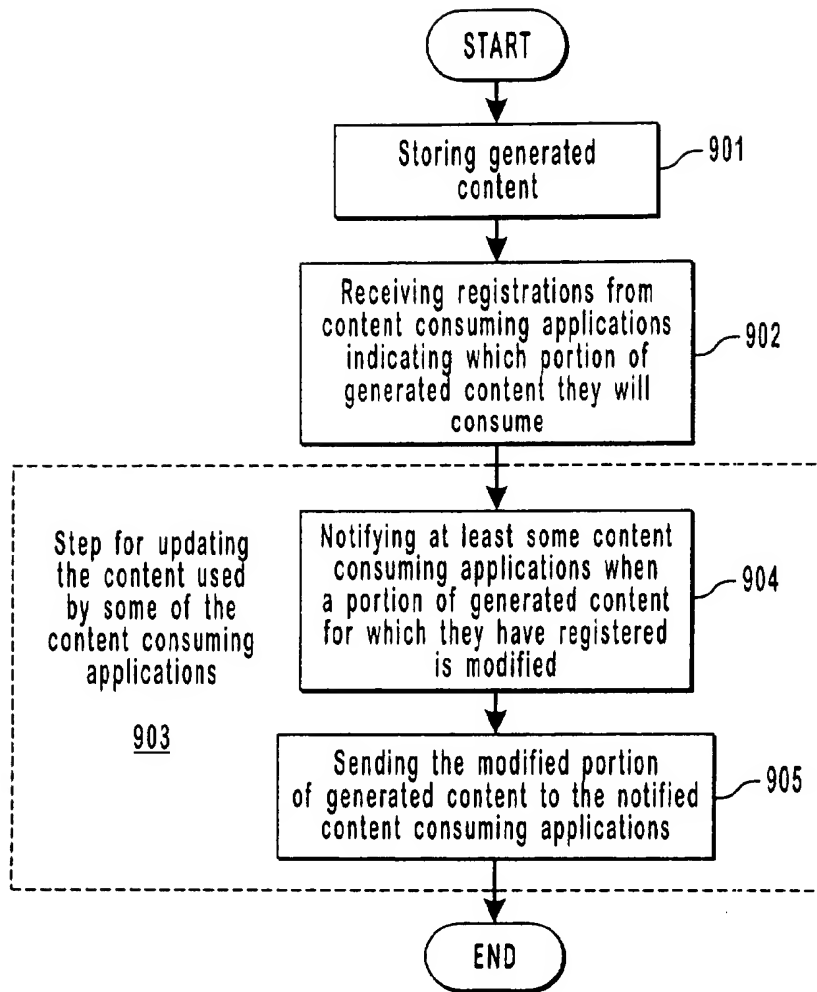 START
Storing generated
content
901
Receiving registrations from
content consuming applications
indicating which portion of
generated content they will
consume
902
Step for updating
the content used
by some of the
content consuming
applications
903
Notifying at least some content
consuming applications when
a portion of generated content
for which they have registered
is modified
904
Sending the modified portion
of generated content to the notified
content consuming applications
905
END